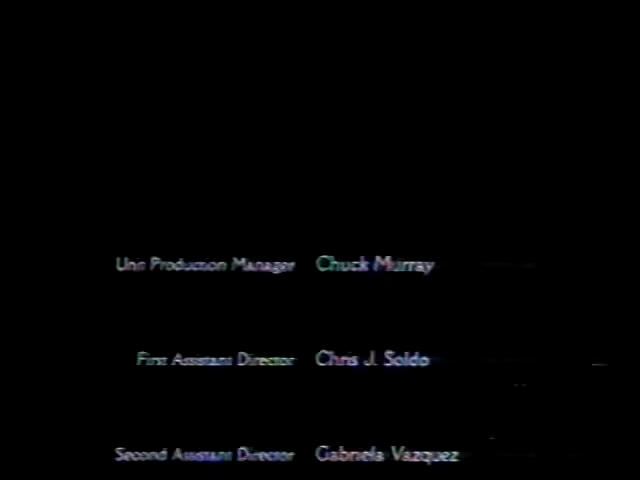 Unit Production Manager Chuck Murray
First Assistant Director Chris J. Soldo
Second Assistant Director Gabriela Vazquez